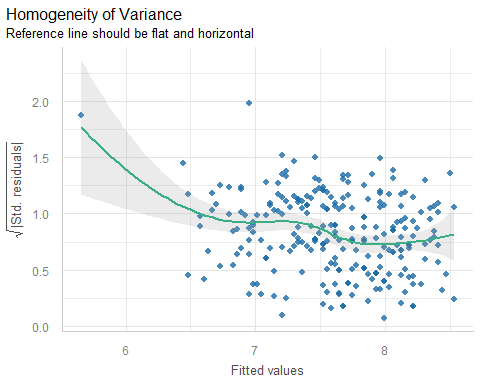 Homogeneity of Variance
Reference line should be flat and horizontal
√|Std. residuals|
2.0
1.5
1.0
0.5
0.0
6 7 8
Fitted values